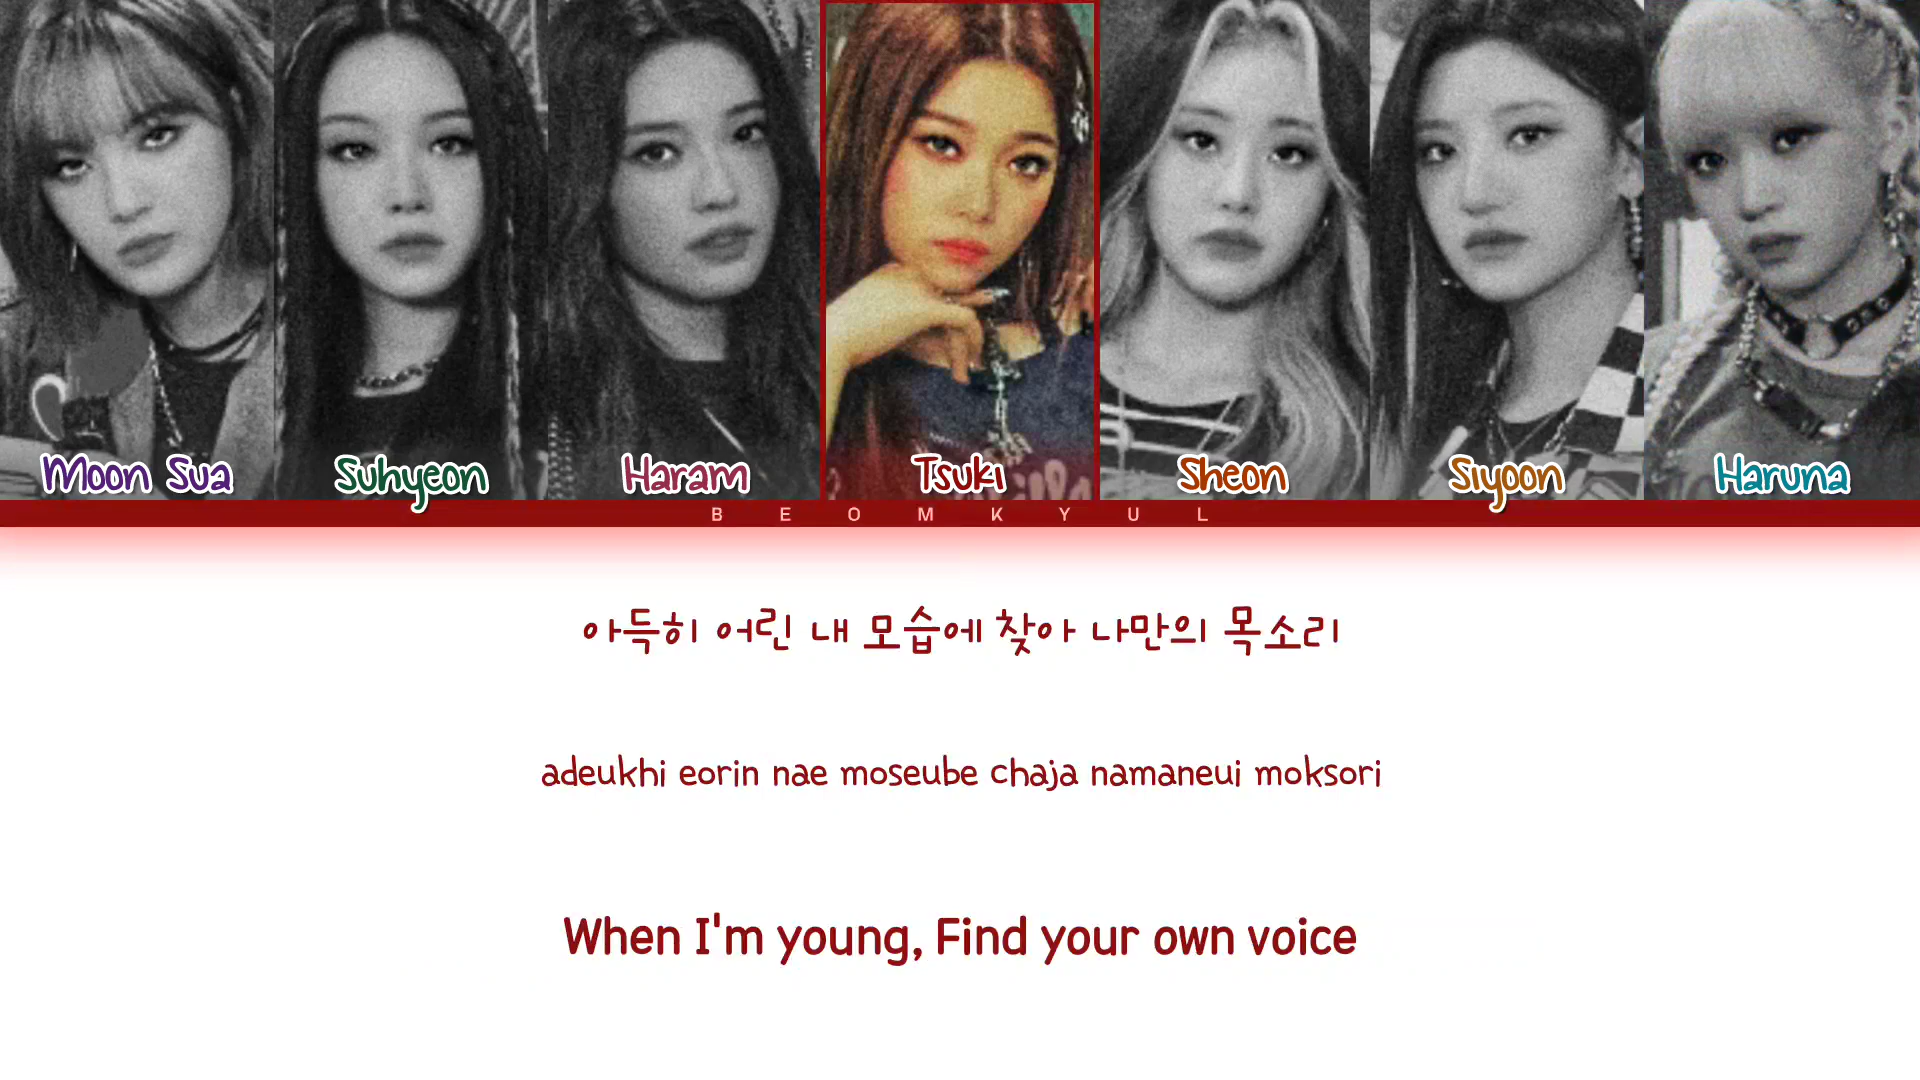 Moon Sua
Suhyeon
Haram
Tsuki
Sheon
Siyoon
Haruna
BEOMKYUL
아득히 어린 내 모습에 찾아 나만의 목소리
adeukhi eorin nae moseube chaja namaneui moksori
When I'm young, Find your own voice